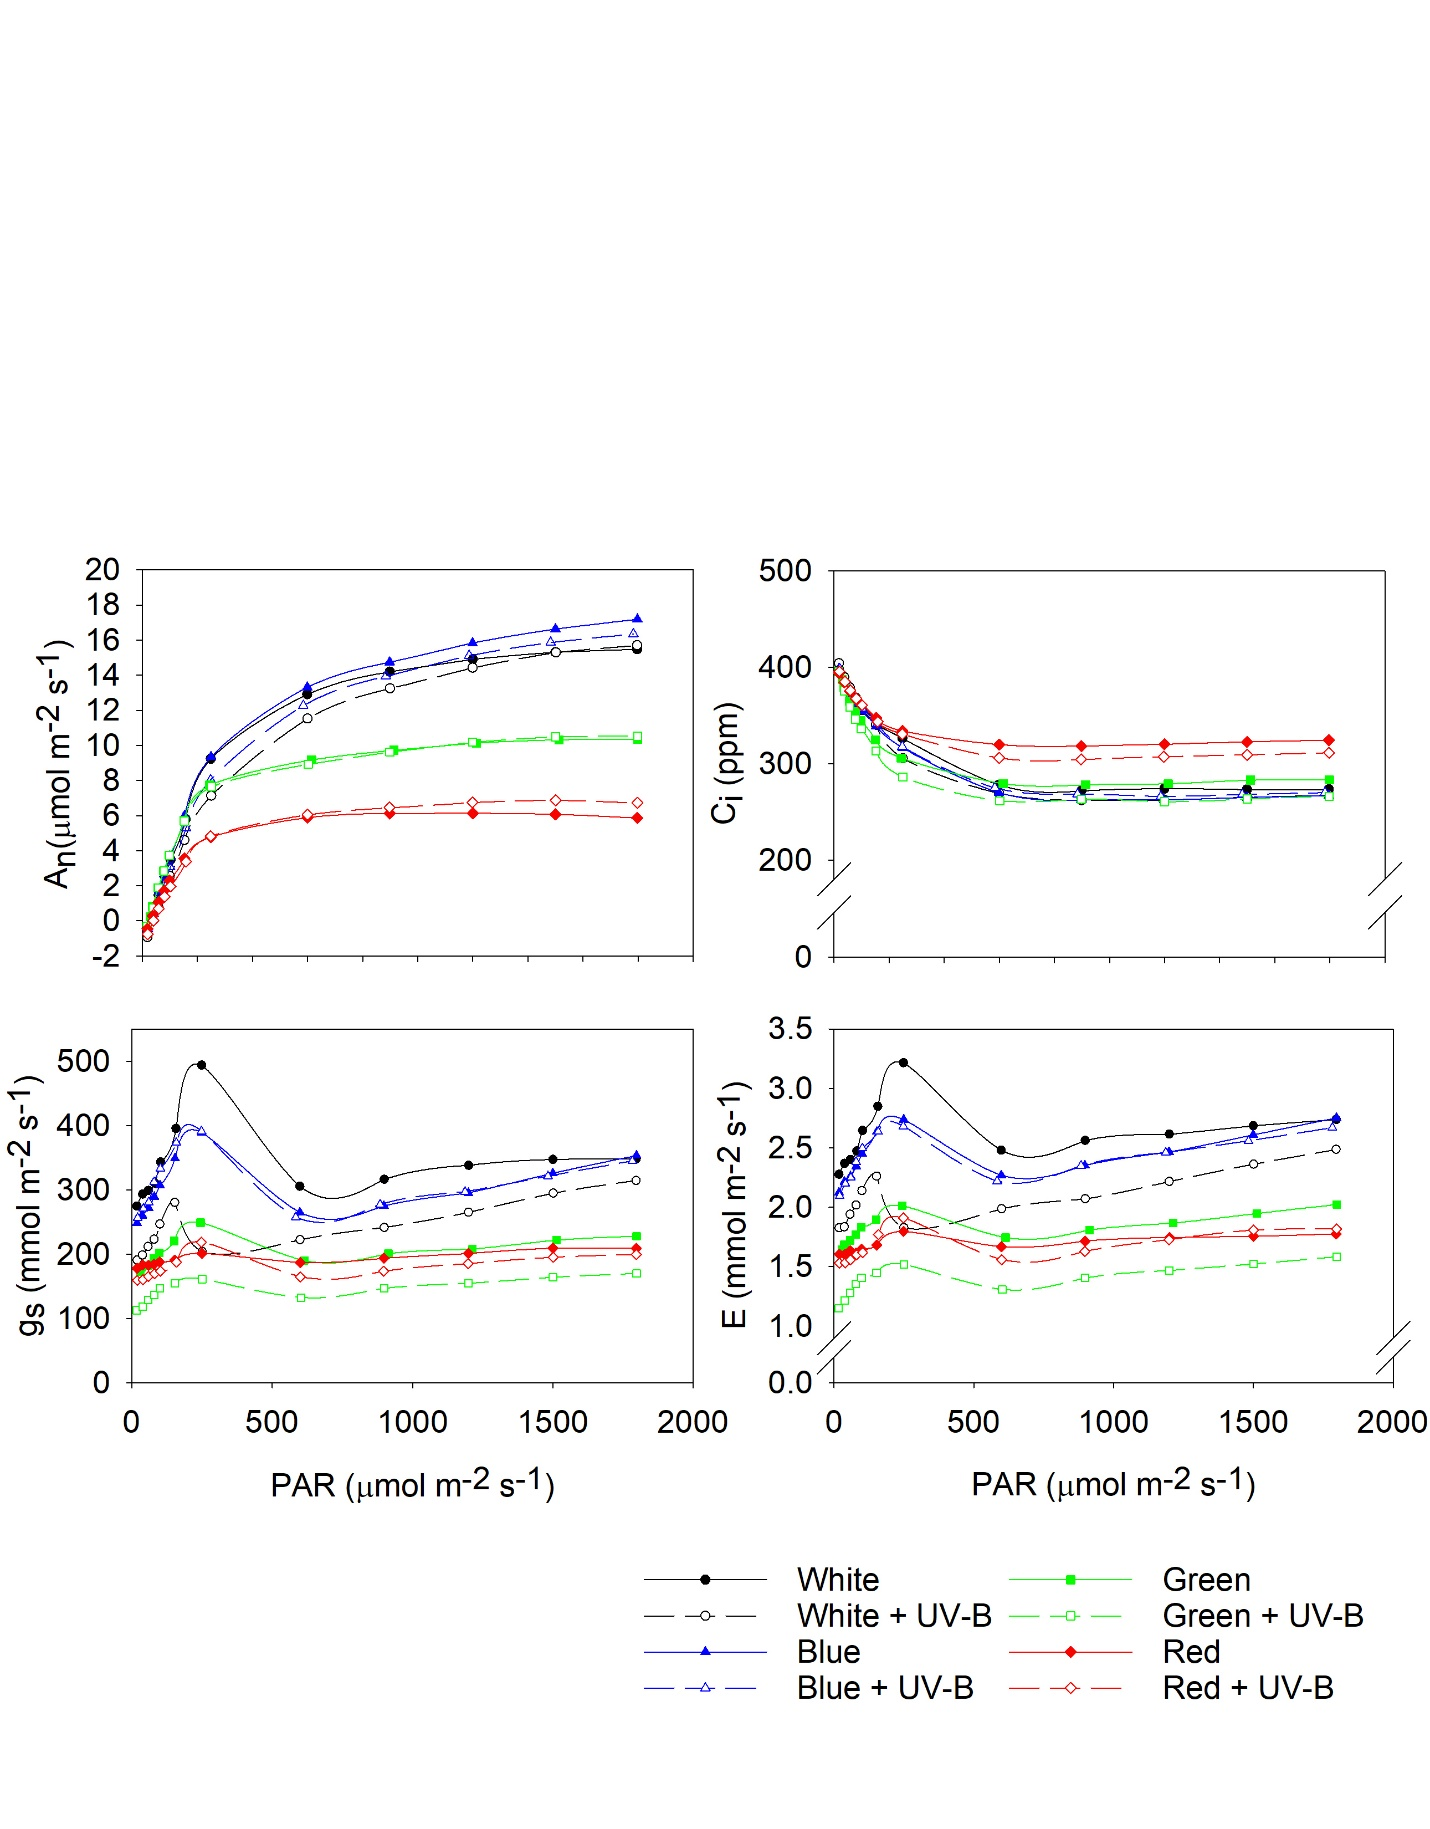 20
18
16
14
12
10
8
6
4
2
0
-2
An(μmol m-2 s-1)
500
400
300
200
0
Ci (ppm)
500
400
300
200
100
0
gs (mmol m-2 s-1)
0 500 1000 1500 2000
PAR (μmol m-2 s-1)
3.5
3.0
2.5
2.0
1.5
1.0
0.0
E (mmol m-2 s-1)
0 500 1000 1500 2000
PAR (μmol m-2 s-1)
White
White + UV-B
Blue
Blue + UV-B
Green
Green + UV-B
Red
Red + UV-B